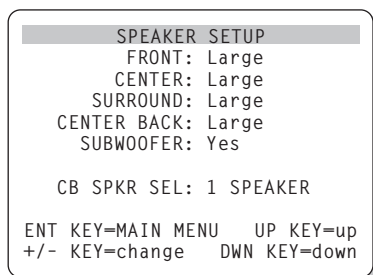 SPEAKER SETUP
FRONT: Large
CENTER: Large
SURROUND: Large
CENTER BACK: Large
SUBWOOFER: Yes
CB SPKR SEL: 1 SPEAKER
ENT KEY=MAIN MENU UP KEY=up
+/- KEY=change DWN KEY=down